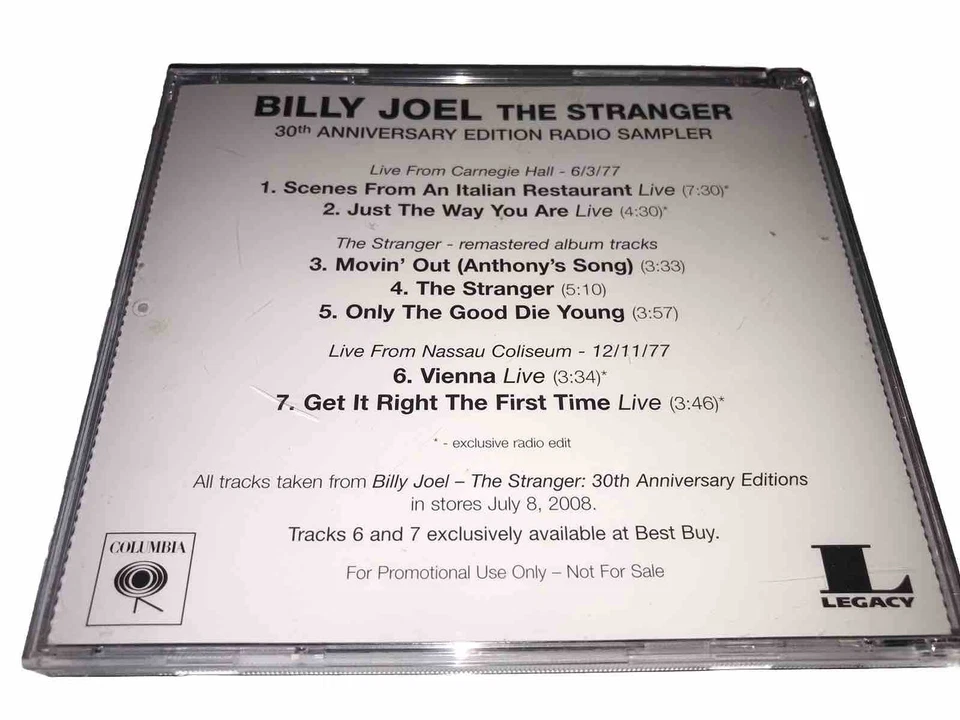 BILLY JOEL THE STRANGER
30th ANNIVERSARY EDITION RADIO SAMPLER
Live From Carnegie Hall - 6/3/77
1. Scenes From An Italian Restaurant Live (7:30)*
2. Just The Way You Are Live (4:30)*
The Stranger - remastered album tracks
3. Movin' Out (Anthony's Song) (3:33)
4. The Stranger (5:10)
5. Only The Good Die Young (3:57)
Live From Nassau Coliseum - 12/11/77
6. Vienna Live (3:34)*
7. Get It Right The First Time Live (3:46)*
* - exclusive radio edit
All tracks taken from Billy Joel – The Stranger: 30th Anniversary Editions
in stores July 8, 2008.
Tracks 6 and 7 exclusively available at Best Buy.
For Promotional Use Only – Not For Sale
COLUMBIA
L
LEGACY